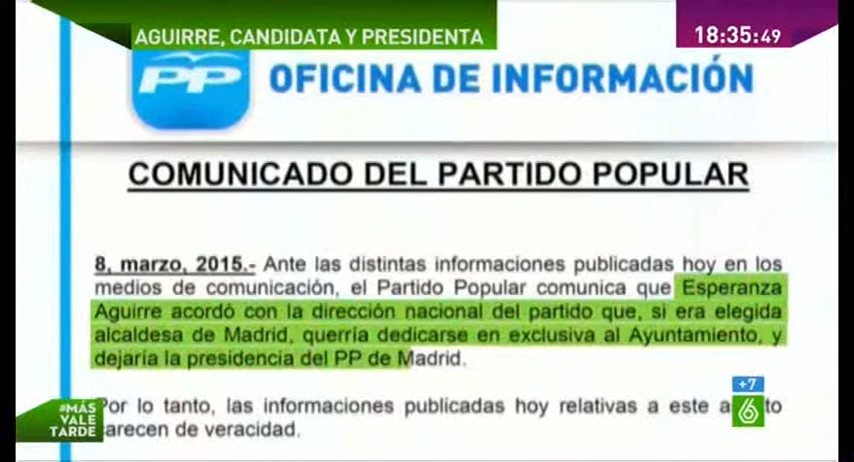 AGUIRRE, CANDIDATA Y PRESIDENTA
18:35:49
PP OFICINA DE INFORMACIÓN
COMUNICADO DEL PARTIDO POPULAR
8, marzo, 2015.- Ante las distintas informaciones publicadas hoy en los
medios de comunicación, el Partido Popular comunica que Esperanza
Aguirre acordó con la dirección nacional del partido que, si era elegida
alcaldesa de Madrid, querría dedicarse en exclusiva al Ayuntamiento, y
dejaría la presidencia del PP de Madrid.
Por lo tanto, las informaciones publicadas hoy relativas a este
carecen de veracidad.
#MÁS
VALE
TARDE
+7
6